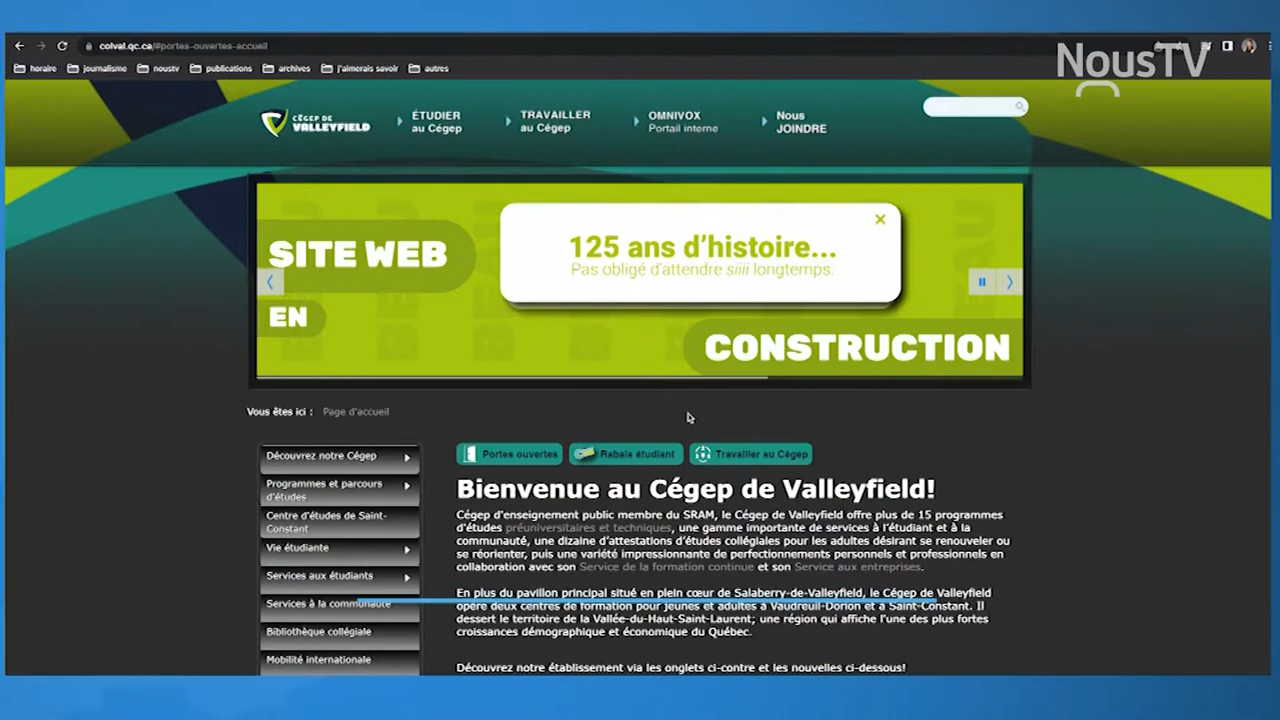 colval.qc.ca/#portes-ouvertes-accueil
NousTV
horaire journalisme noustv publications archives j'aimerais savoir autres
CÉGEP DE
VALLEYFIELD
ÉTUDIER
au Cégep
TRAVAILLER
au Cégep
OMNIVOX
Portail interne
Nous
JOINDRE
SITE WEB
EN
CONSTRUCTION
125 ans d'histoire...
Pas obligé d'attendre siiii longtemps.
Vous êtes ici : Page d'accueil
Découvrez notre Cégep
Programmes et parcours
d'études
Centre d'études de Saint-
Constant
Vie étudiante
Services aux étudiants
Services à la communauté
Bibliothèque collégiale
Mobilité internationale
Portes ouvertes Rabais étudiant Travailler au Cégep
Bienvenue au Cégep de Valleyfield!
Cégep d'enseignement public membre du SRAM, le Cégep de Valleyfield offre plus de 15 programmes
d'études préuniversitaires et techniques, une gamme importante de services à l'étudiant et à la
communauté, une dizaine d'attestations d'études collégiales pour les adultes désirant se renouveler ou
se réorienter, puis une variété impressionnante de perfectionnements personnels et professionnels en
collaboration avec son Service de la formation continue et son Service aux entreprises.
En plus du pavillon principal situé en plein cœur de Salaberry-de-Valleyfield, le Cégep de Valleyfield
opère deux centres de formation pour jeunes et adultes à Vaudreuil-Dorion et à Saint-Constant. Il
dessert le territoire de la Vallée-du-Haut-Saint-Laurent; une région qui affiche l'une des plus fortes
croissances démographique et économique du Québec.
Découvrez notre établissement via les onglets ci-contre et les nouvelles ci-dessous!